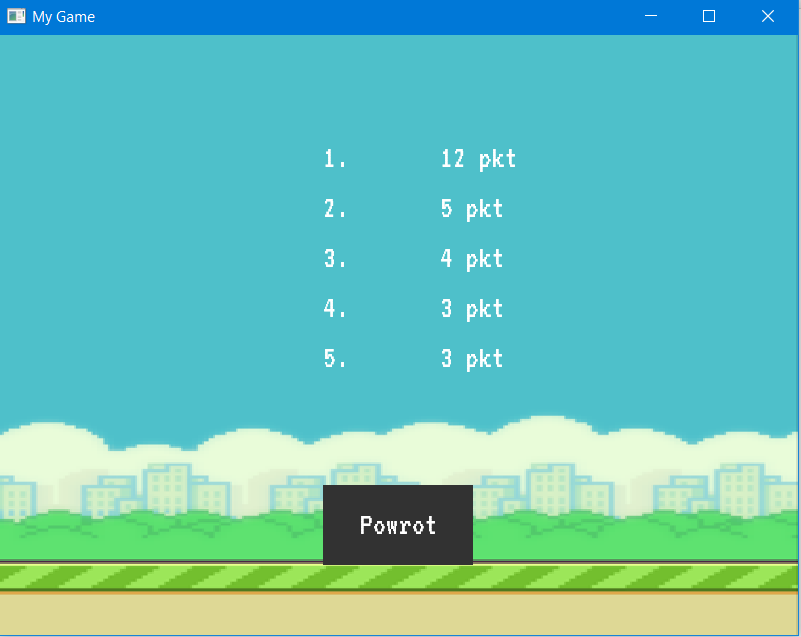 My Game
1. 12 pkt
2. 5 pkt
3. 4 pkt
4. 3 pkt
5. 3 pkt
Powrot